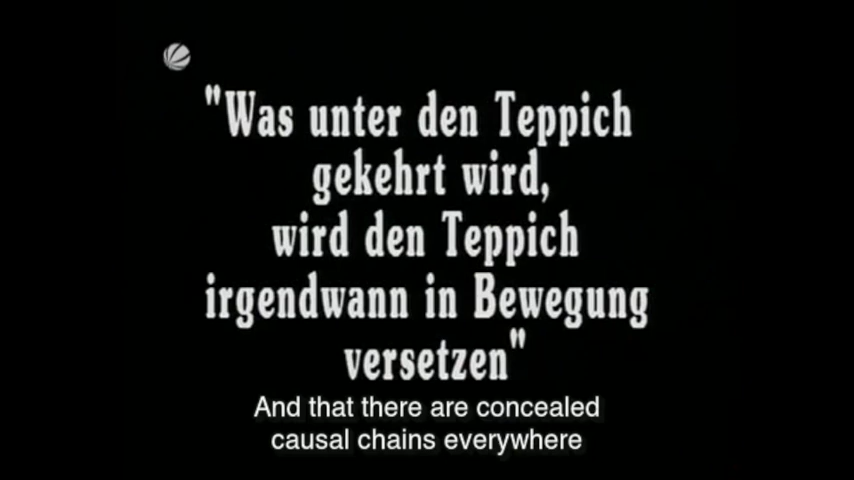 "Was unter den Teppich
gekehrt wird,
wird den Teppich
irgendwann in Bewegung
versetzen"
And that there are concealed
causal chains everywhere